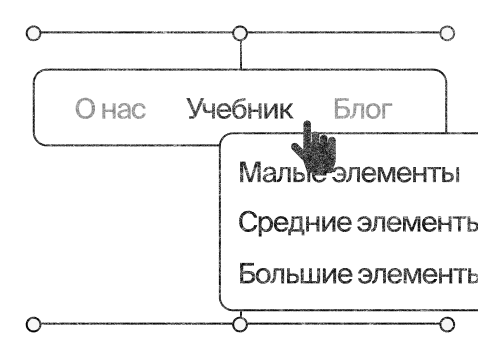 О нас Учебник Блог
Малые элементы
Средние элементы
Большие элементы